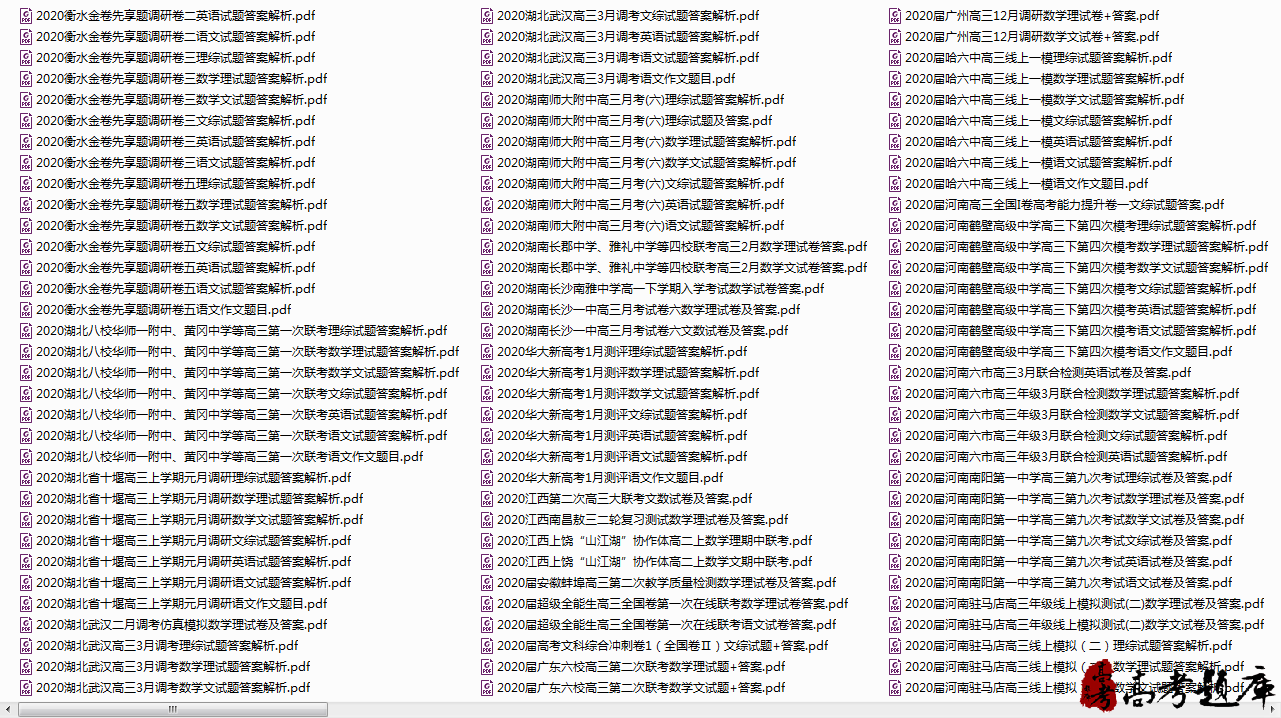 2020衡水金卷先享题调研卷二英语试题答案解析.pdf
2020衡水金卷先享题调研卷二语文试题答案解析.pdf
2020衡水金卷先享题调研卷三理综试题答案解析.pdf
2020衡水金卷先享题调研卷三数学理试题答案解析.pdf
2020衡水金卷先享题调研卷三数学文试题答案解析.pdf
2020衡水金卷先享题调研卷三文综试题答案解析.pdf
2020衡水金卷先享题调研卷三英语试题答案解析.pdf
2020衡水金卷先享题调研卷三语文试题答案解析.pdf
2020衡水金卷先享题调研卷五理综试题答案解析.pdf
2020衡水金卷先享题调研卷五数学理试题答案解析.pdf
2020衡水金卷先享题调研卷五数学文试题答案解析.pdf
2020衡水金卷先享题调研卷五文综试题答案解析.pdf
2020衡水金卷先享题调研卷五英语试题答案解析.pdf
2020衡水金卷先享题调研卷五语文试题答案解析.pdf
2020衡水金卷先享题调研卷五语文作文题目.pdf
2020湖北八校华师一附中、黄冈中学等高三第一次联考理综试题答案解析.pdf
2020湖北八校华师一附中、黄冈中学等高三第一次联考数学理试题答案解析.pdf
2020湖北八校华师一附中、黄冈中学等高三第一次联考数学文试题答案解析.pdf
2020湖北八校华师一附中、黄冈中学等高三第一次联考文综试题答案解析.pdf
2020湖北八校华师一附中、黄冈中学等高三第一次联考英语试题答案解析.pdf
2020湖北八校华师一附中、黄冈中学等高三第一次联考语文试题答案解析.pdf
2020湖北八校华师一附中、黄冈中学等高三第一次联考语文作文题目.pdf
2020湖北省十堰高三上学期元月调研理综试题答案解析.pdf
2020湖北省十堰高三上学期元月调研数学理试题答案解析.pdf
2020湖北省十堰高三上学期元月调研数学文试题答案解析.pdf
2020湖北省十堰高三上学期元月调研文综试题答案解析.pdf
2020湖北省十堰高三上学期元月调研英语试题答案解析.pdf
2020湖北省十堰高三上学期元月调研语文试题答案解析.pdf
2020湖北省十堰高三上学期元月调研语文作文题目.pdf
2020湖北武汉二月调考仿真模拟数学理试卷及答案.pdf
2020湖北武汉高三3月调考理综试题答案解析.pdf
2020湖北武汉高三3月调考数学理试题答案解析.pdf
2020湖北武汉高三3月调考数学文试题答案解析.pdf
2020湖北武汉高三3月调考文综试题答案解析.pdf
2020湖北武汉高三3月调考英语试题答案解析.pdf
2020湖北武汉高三3月调考语文试题答案解析.pdf
2020湖北武汉高三3月调考语文作文题目.pdf
2020湖南师大附中高三月考(六)理综试题答案解析.pdf
2020湖南师大附中高三月考(六)理综试题及答案.pdf
2020湖南师大附中高三月考(六)数学理试题答案解析.pdf
2020湖南师大附中高三月考(六)数学文试题答案解析.pdf
2020湖南师大附中高三月考(六)文综试题答案解析.pdf
2020湖南师大附中高三月考(六)英语试题答案解析.pdf
2020湖南师大附中高三月考(六)语文试题答案解析.pdf
2020湖南长郡中学、雅礼中学等四校联考高三2月数学理试卷答案.pdf
2020湖南长郡中学、雅礼中学等四校联考高三2月数学文试卷答案.pdf
2020湖南长沙南雅中学高一下学期入学考试数学试卷答案.pdf
2020湖南长沙一中高三月考试卷六数学理试卷及答案.pdf
2020湖南长沙一中高三月考试卷六文数试卷及答案.pdf
2020华大新高考1月测评理综试题答案解析.pdf
2020华大新高考1月测评数学理试题答案解析.pdf
2020华大新高考1月测评数学文试题答案解析.pdf
2020华大新高考1月测评文综试题答案解析.pdf
2020华大新高考1月测评英语试题答案解析.pdf
2020华大新高考1月测评语文试题答案解析.pdf
2020华大新高考1月测评语文作文题目.pdf
2020江西第二次高三大联考文数试卷及答案.pdf
2020江西南昌敖三二轮复习测试数学理试卷及答案.pdf
2020江西上饶“山江湖”协作体高二上数学理期中联考.pdf
2020江西上饶“山江湖”协作体高二上数学文期中联考.pdf
2020届安徽蚌埠高三第二次教学质量检测数学理试卷及答案.pdf
2020届超级全能生高三全国卷第一次在线联考数学理试卷答案.pdf
2020届超级全能生高三全国卷第一次在线联考语文试卷答案.pdf
2020届高考文科综合冲刺卷1（全国卷Ⅱ）文综试题+答案.pdf
2020届广东六校高三第二次联考数学理试题+答案.pdf
2020届广东六校高三第二次联考数学文试题+答案.pdf
2020届广州高三12月调研数学理试卷+答案.pdf
2020届广州高三12月调研数学文试卷+答案.pdf
2020届哈六中高三线上一模理综试题答案解析.pdf
2020届哈六中高三线上一模数学理试题答案解析.pdf
2020届哈六中高三线上一模数学文试题答案解析.pdf
2020届哈六中高三线上一模文综试题答案解析.pdf
2020届哈六中高三线上一模英语试题答案解析.pdf
2020届哈六中高三线上一模语文试题答案解析.pdf
2020届哈六中高三线上一模语文作文题目.pdf
2020届河南高三全国I卷高考能力提升卷一文综试题答案.pdf
2020届河南鹤壁高级中学高三下第四次模考理综试题答案解析.pdf
2020届河南鹤壁高级中学高三下第四次模考数学理试题答案解析.pdf
2020届河南鹤壁高级中学高三下第四次模考数学文试题答案解析.pdf
2020届河南鹤壁高级中学高三下第四次模考文综试题答案解析.pdf
2020届河南鹤壁高级中学高三下第四次模考英语试题答案解析.pdf
2020届河南鹤壁高级中学高三下第四次模考语文试题答案解析.pdf
2020届河南鹤壁高级中学高三下第四次模考语文作文题目.pdf
2020届河南六市高三3月联合检测英语试卷及答案.pdf
2020届河南六市高三年级3月联合检测数学理试题答案解析.pdf
2020届河南六市高三年级3月联合检测数学文试题答案解析.pdf
2020届河南六市高三年级3月联合检测文综试题答案解析.pdf
2020届河南六市高三年级3月联合检测英语试题答案解析.pdf
2020届河南南阳第一中学高三第九次考试理综试卷及答案.pdf
2020届河南南阳第一中学高三第九次考试数学理试卷及答案.pdf
2020届河南南阳第一中学高三第九次考试数学文试卷及答案.pdf
2020届河南南阳第一中学高三第九次考试文综试卷及答案.pdf
2020届河南南阳第一中学高三第九次考试英语试卷及答案.pdf
2020届河南南阳第一中学高三第九次考试语文试卷及答案.pdf
2020届河南驻马店高三年级线上模拟测试(二)数学理试卷及答案.pdf
2020届河南驻马店高三年级线上模拟测试(二)数学文试卷及答案.pdf
2020届河南驻马店高三线上模拟（二）理综试题答案解析.pdf
2020届河南驻马店高三线上模拟（ 数学理试题答案解析.pdf
2020届河南驻马店高三线上模拟 数学文试题答案解析.pdf
高考
高考题库